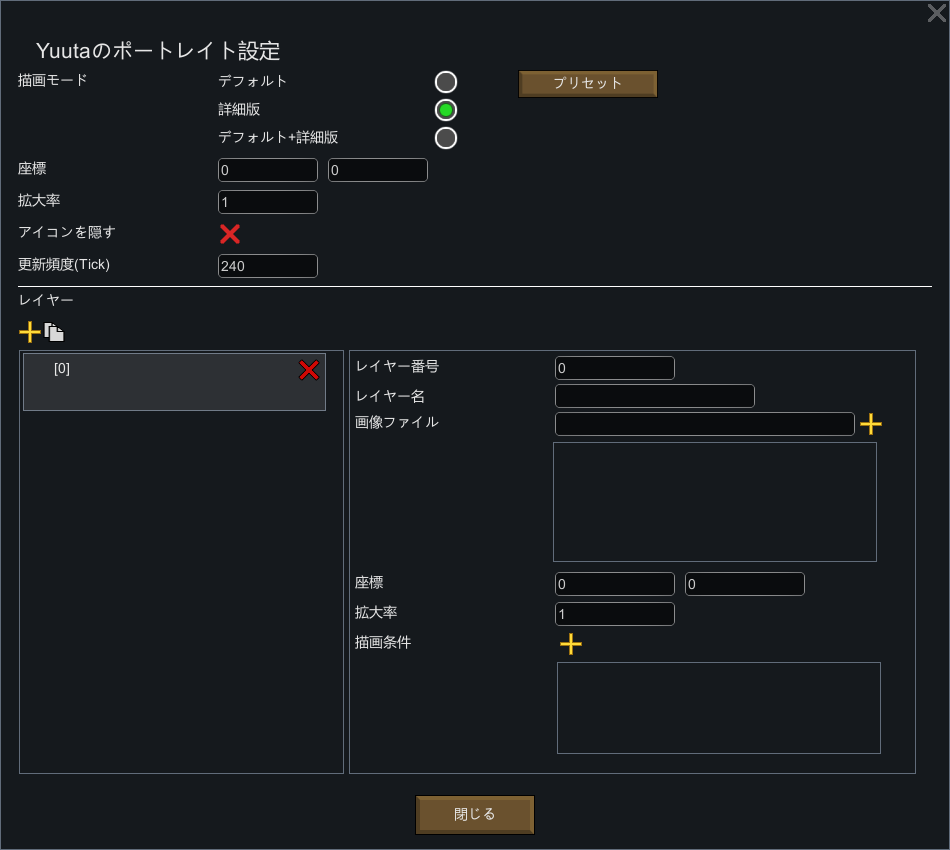 Yuutaのポートレイト設定
描画モード
デフォルト
プリセット
詳細版
デフォルト+詳細版
座標 0 0
拡大率 1
アイコンを隠す
更新頻度(Tick) 240
レイヤー
[0]
レイヤー番号 0
レイヤー名
画像ファイル
座標 0 0
拡大率 1
描画条件
閉じる